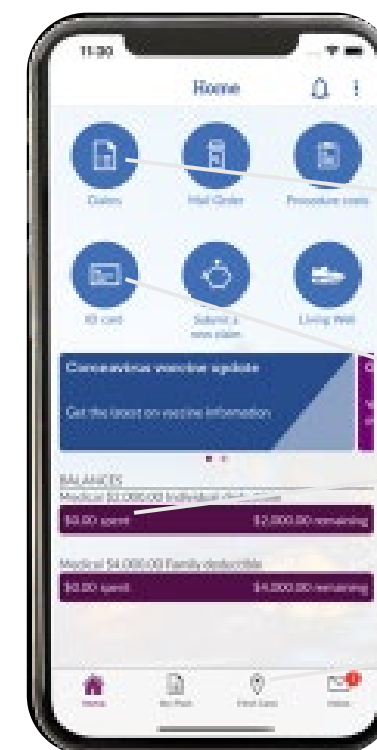 11:30
Home
Claims
Mail Order
Procedure costs
ID card
Submit a
new claim
Living Well
Coronavirus vaccine update
Get the latest on vaccine information
BALANCES
Medical $2,000.00 Individual deductible
$0.00 spent
$2,000.00 remaining
Medical $4,000.00 Family deductible
$0.00 spent
$4,000.00 remaining
Home
My Plan
Find Care
Inbox